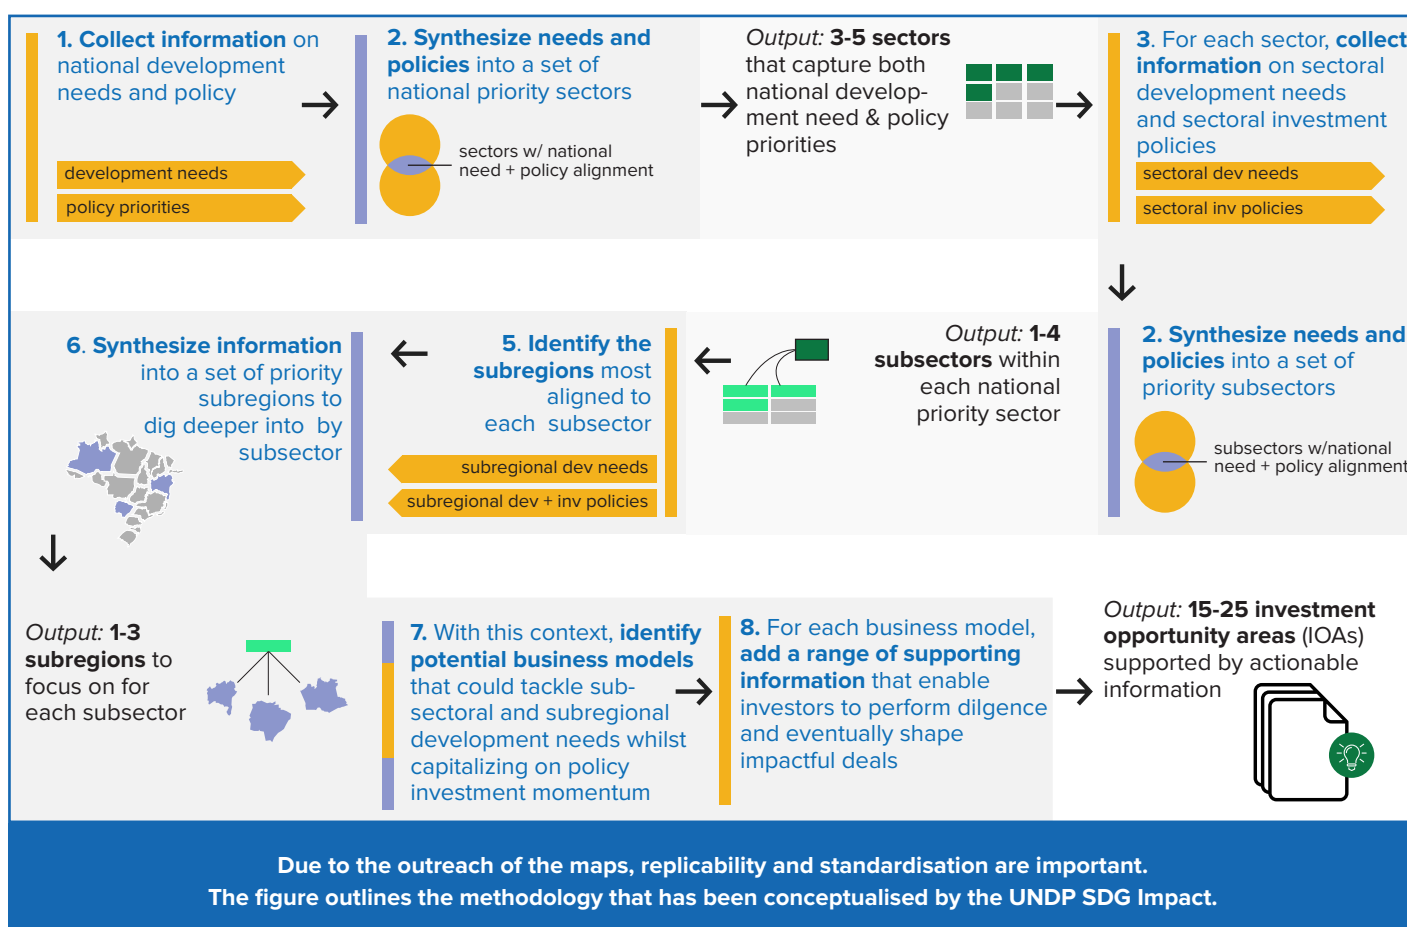 1. Collect information on
national development
needs and policy
development needs
policy priorities
2. Synthesize needs and
policies into a set of
national priority sectors
sectors w/ national
need + policy alignment
Output: 3-5 sectors
that capture both
national develop-
ment need & policy
priorities
3. For each sector, collect
information on sectoral
development needs
and sectoral investment
policies
sectoral dev needs
sectoral inv policies
2. Synthesize needs and
policies into a set of
priority subsectors
subsectors w/national
need + policy alignment
Output: 1-4
subsectors within
each national
priority sector
5. Identify the
subregions most
aligned to
each subsector
subregional dev needs
subregional dev + inv policies
6. Synthesize information
into a set of priority
subregions to
dig deeper into by
subsector
Output: 1-3
subregions to
focus on for
each subsector
7. With this context, identify
potential business models
that could tackle sub-
sectoral and subregional
development needs whilst
capitalizing on policy
investment momentum
8. For each business model,
add a range of supporting
information that enable
investors to perform dilgence
and eventually shape
impactful deals
Output: 15-25 investment
opportunity areas (IOAs)
supported by actionable
information
Due to the outreach of the maps, replicability and standardisation are important.
The figure outlines the methodology that has been conceptualised by the UNDP SDG Impact.